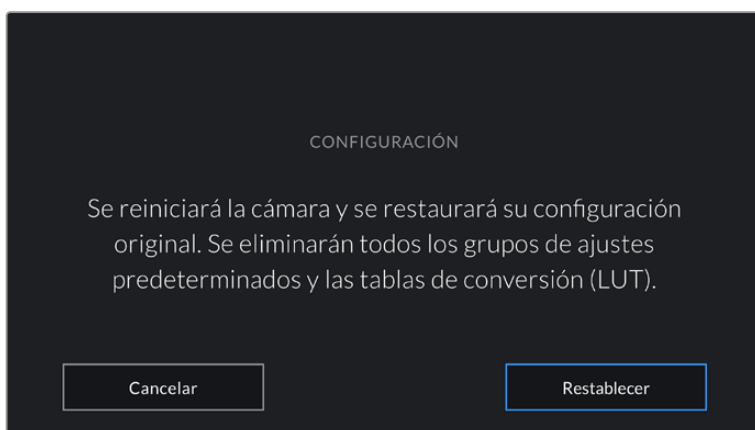 CONFIGURACIÓN
Se reiniciará la cámara y se restaurará su configuración
original. Se eliminarán todos los grupos de ajustes
predeterminados y las tablas de conversión (LUT).
Cancelar
Restablecer